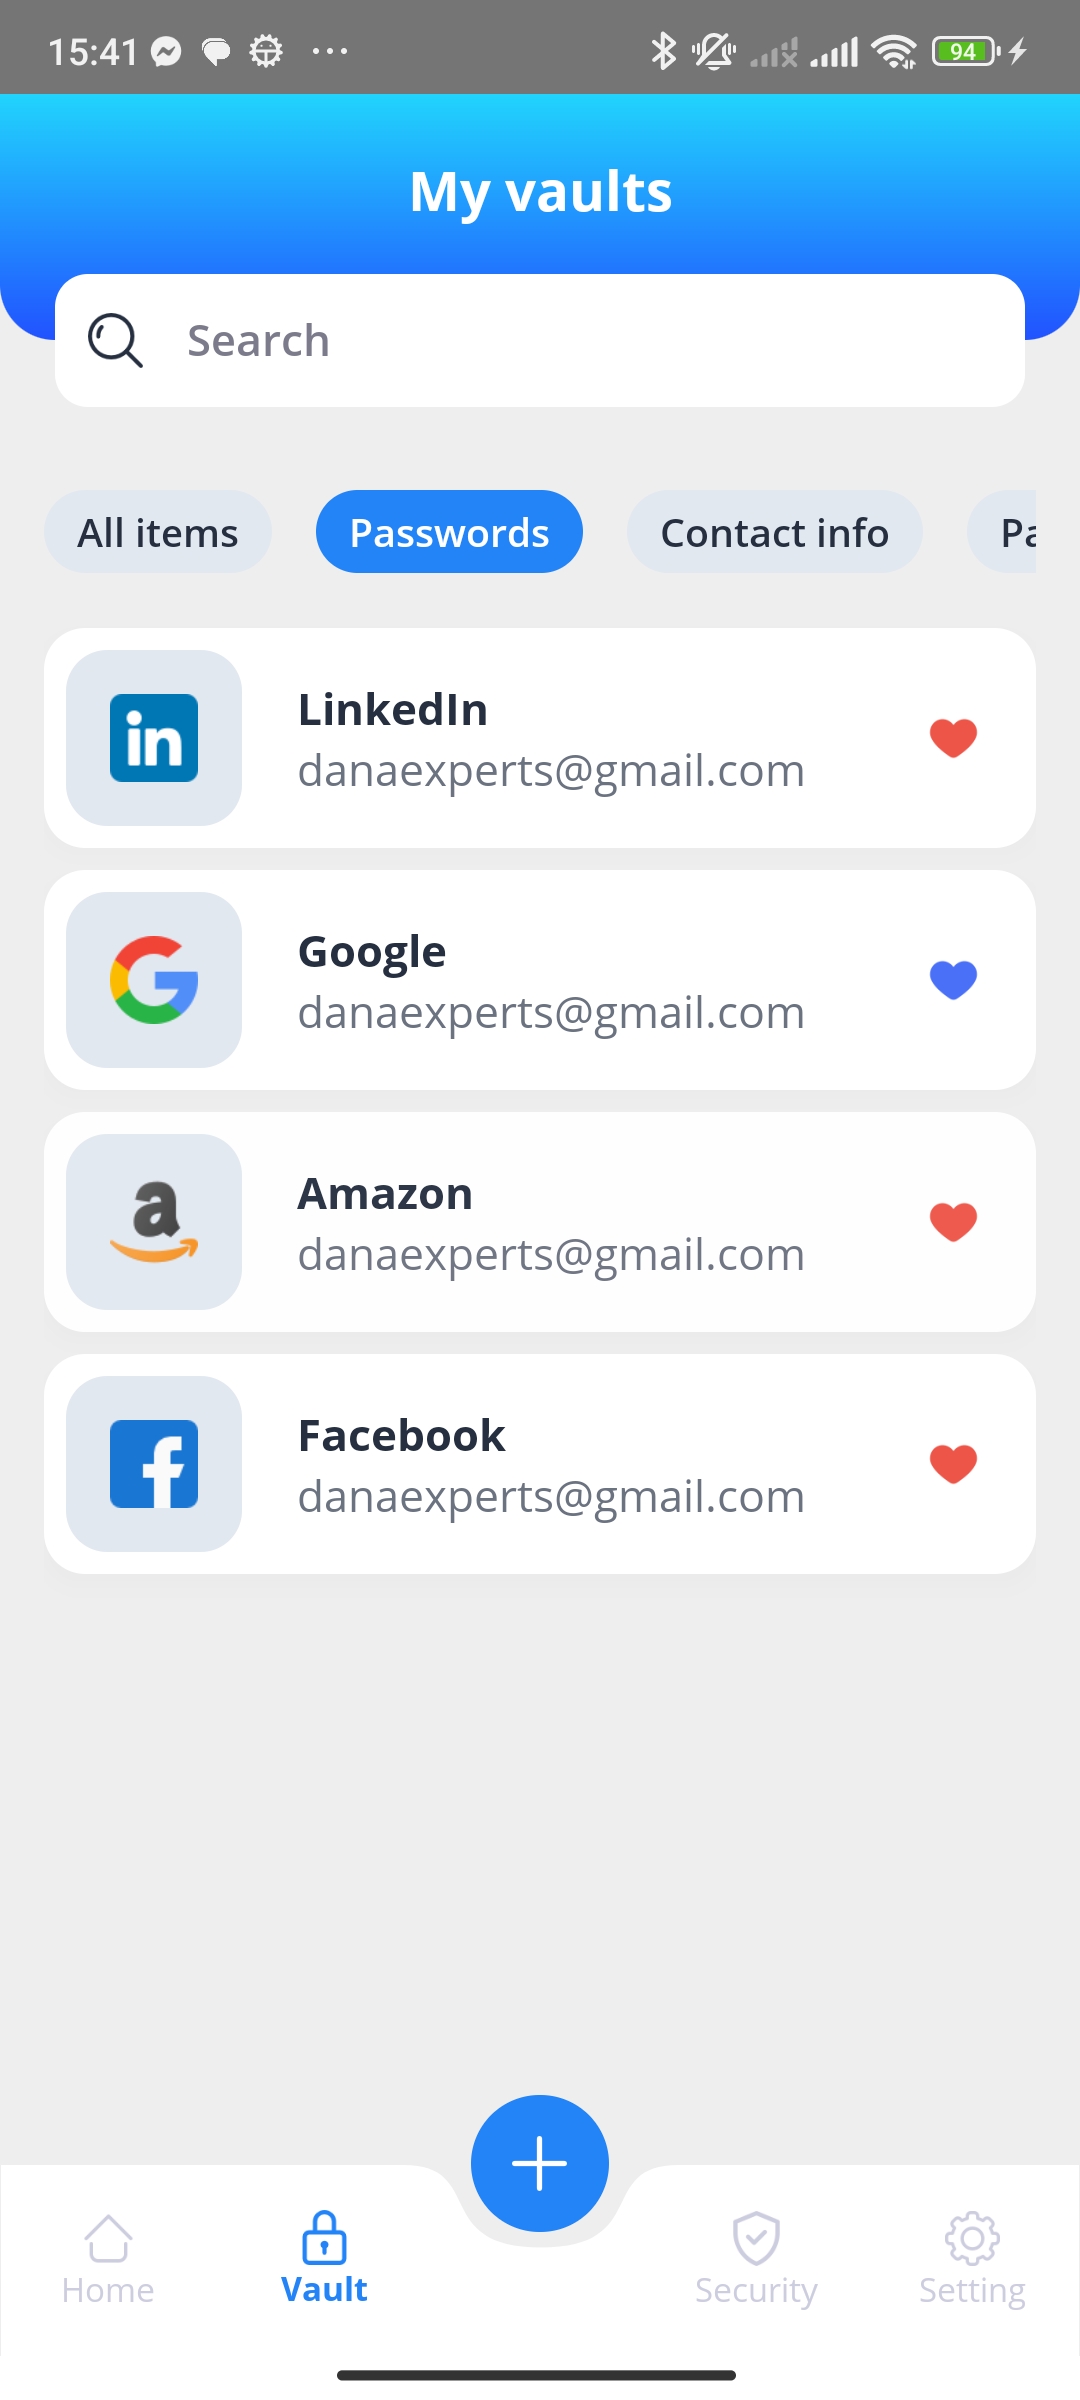 15:41
94
My vaults
Search
All items Passwords Contact info Pa
LinkedIn
danaexperts@gmail.com
Google
danaexperts@gmail.com
Amazon
danaexperts@gmail.com
Facebook
danaexperts@gmail.com
Home Vault Security Setting